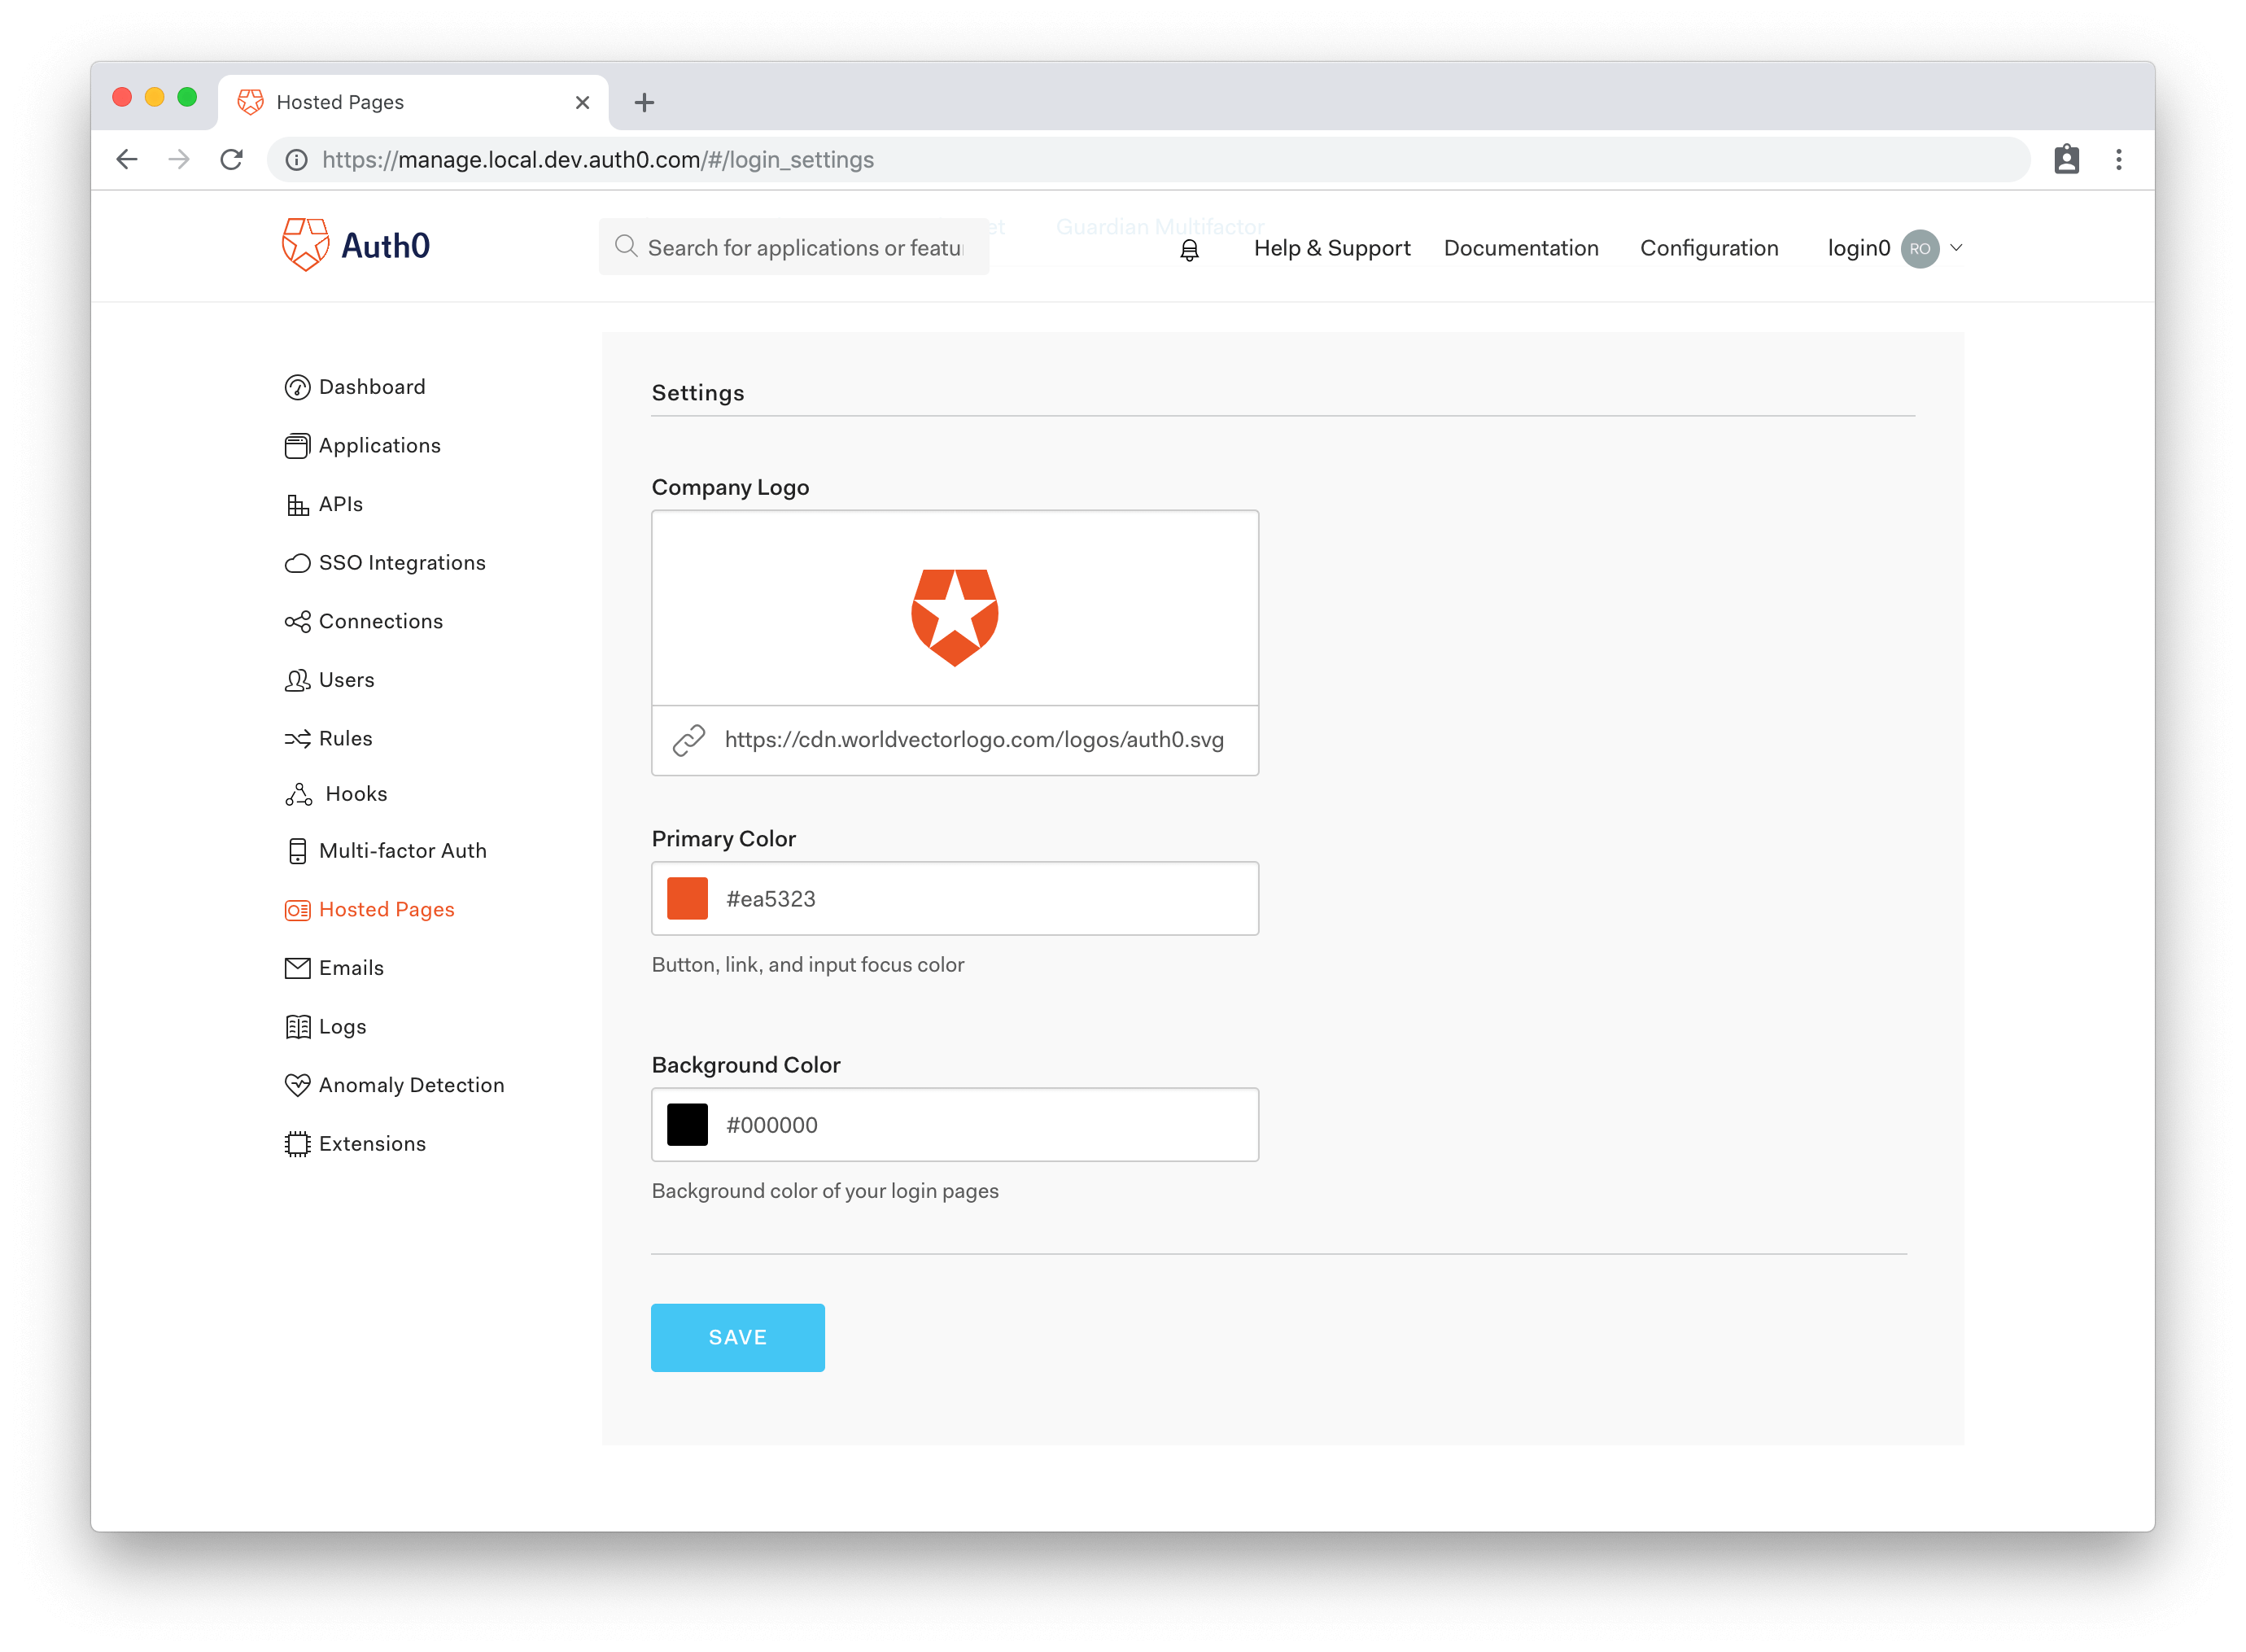 Hosted Pages
https://manage.local.dev.auth0.com/#/login_settings
Auth0
Search for applications or featu
et
Guardian Multifactor
Help & Support
Documentation
Configuration
login0
RO
Dashboard
Applications
APIs
SSO Integrations
Connections
Users
Rules
Hooks
Multi-factor Auth
Hosted Pages
Emails
Logs
Anomaly Detection
Extensions
Settings
Company Logo
https://cdn.worldvectorlogo.com/logos/auth0.svg
Primary Color
#ea5323
Button, link, and input focus color
Background Color
#000000
Background color of your login pages
SAVE